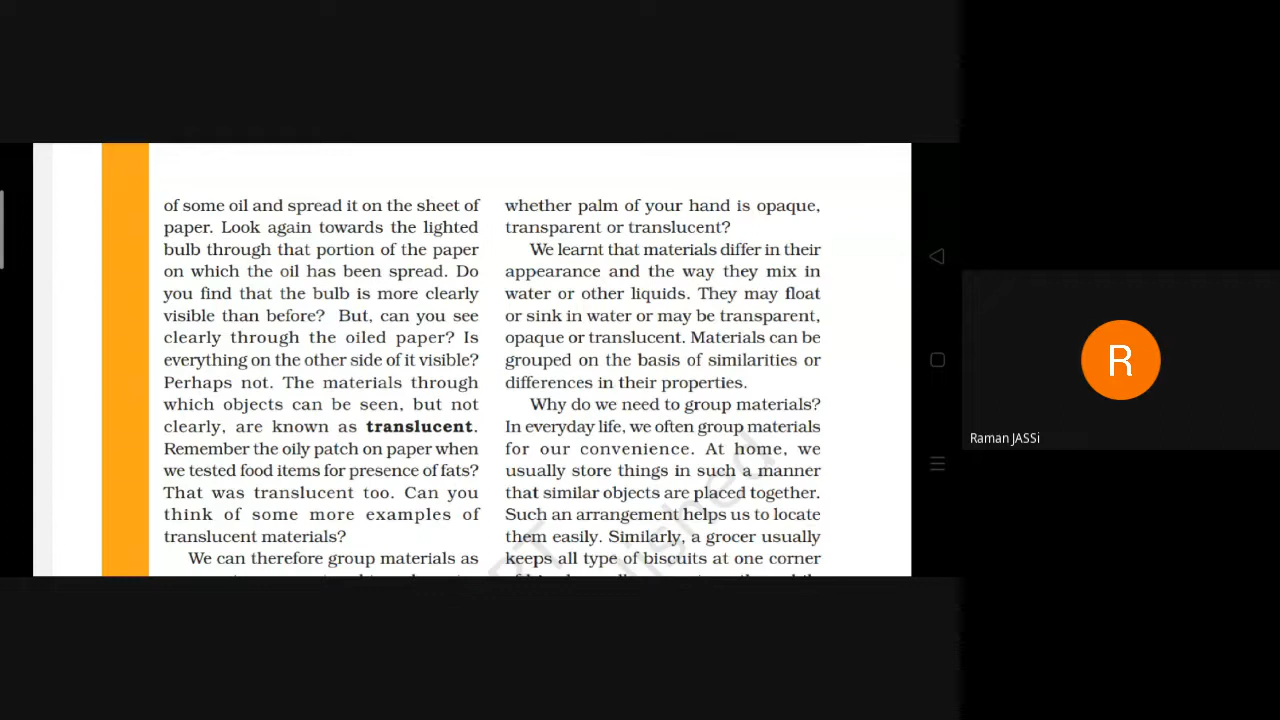 of some oil and spread it on the sheet of
paper. Look again towards the lighted
bulb through that portion of the paper
on which the oil has been spread. Do
you find that the bulb is more clearly
visible than before? But, can you see
clearly through the oiled paper? Is
everything on the other side of it visible?
Perhaps not. The materials through
which objects can be seen, but not
clearly, are known as translucent.
Remember the oily patch on paper when
we tested food items for presence of fats?
That was translucent too. Can you
think of some more examples of
translucent materials?
We can therefore group materials as
whether palm of your hand is opaque,
transparent or translucent?
We learnt that materials differ in their
appearance and the way they mix in
water or other liquids. They may float
or sink in water or may be transparent,
opaque or translucent. Materials can be
grouped on the basis of similarities or
differences in their properties.
Why do we need to group materials?
In everyday life, we often group materials
for our convenience. At home, we
usually store things in such a manner
that similar objects are placed together.
Such an arrangement helps us to locate
them easily. Similarly, a grocer usually
keeps all type of biscuits at one corner
R
Raman JASSi